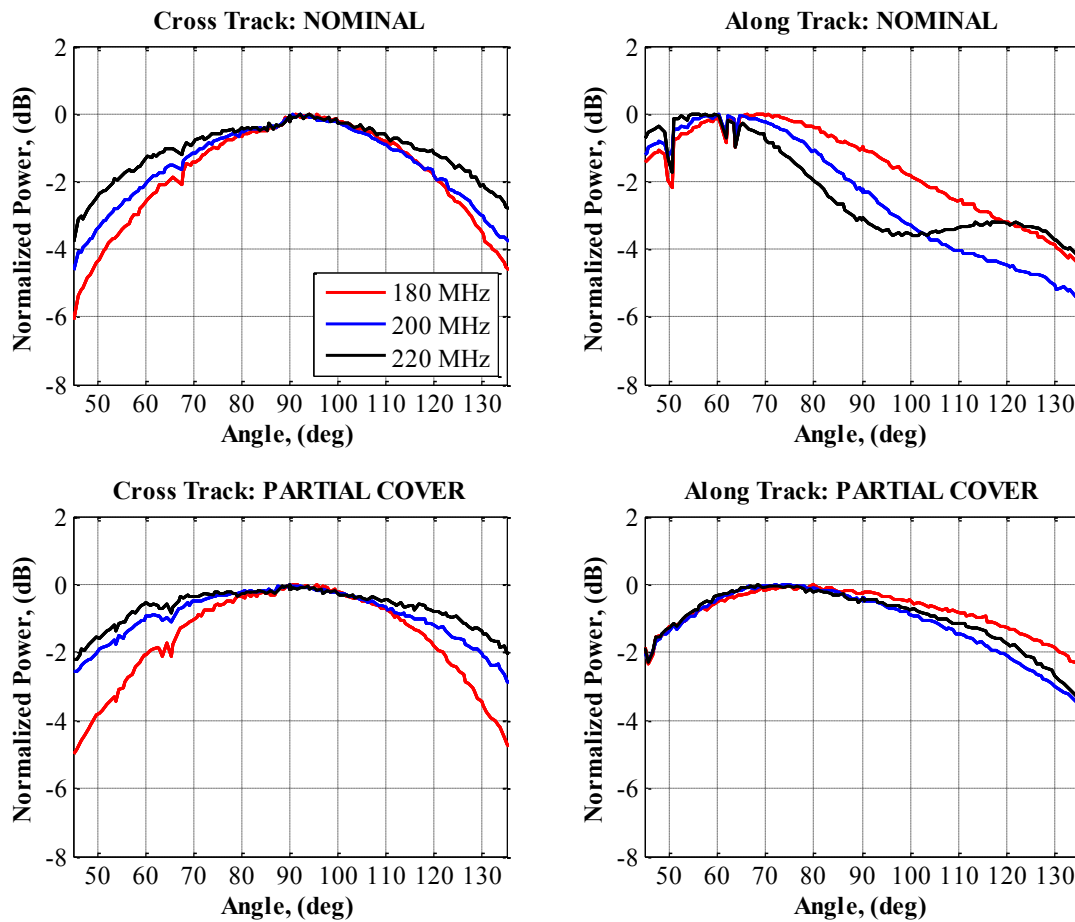 Cross Track: NOMINAL
2
0
-2
-4
-6
-8
Normalized Power, (dB)
180 MHz
200 MHz
220 MHz
50 60 70 80 90 100 110 120 130
Angle, (deg)
Along Track: NOMINAL
2
0
-2
-4
-6
-8
Normalized Power, (dB)
50 60 70 80 90 100 110 120 130
Angle, (deg)
Cross Track: PARTIAL COVER
2
0
-2
-4
-6
-8
Normalized Power, (dB)
50 60 70 80 90 100 110 120 130
Angle, (deg)
Along Track: PARTIAL COVER
2
0
-2
-4
-6
-8
Normalized Power, (dB)
50 60 70 80 90 100 110 120 130
Angle, (deg)